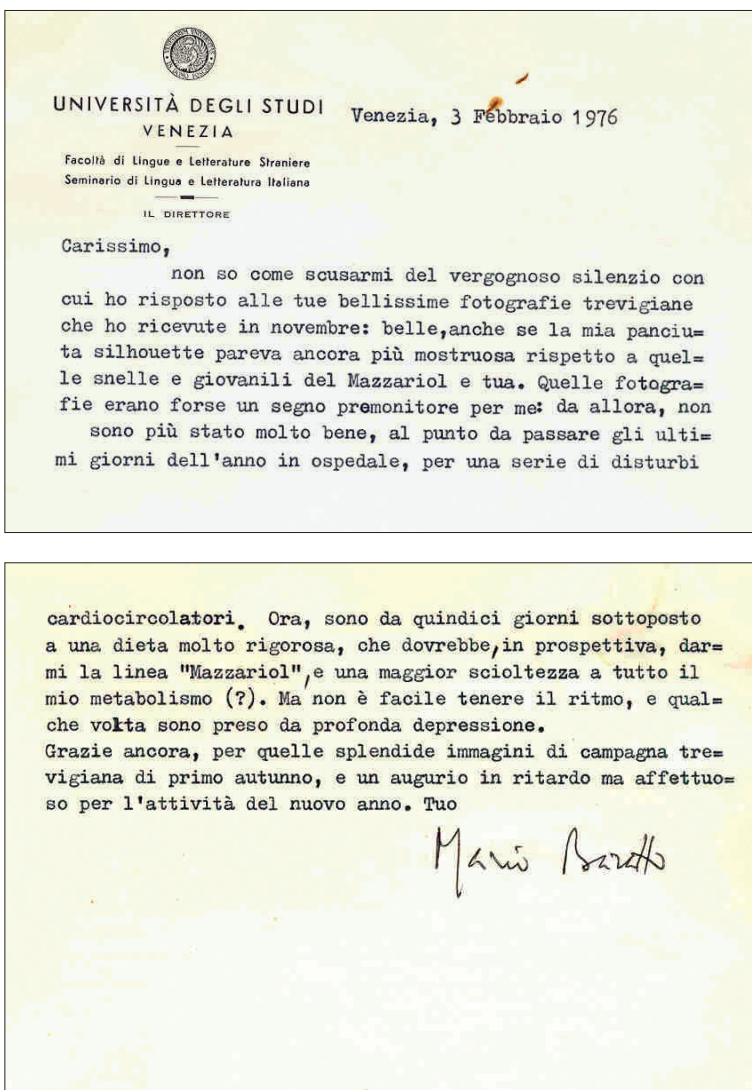 UNIVERSITÀ DEGLI STUDI
VENEZIA
Facoltà di Lingue e Letterature Straniere
Seminario di Lingua e Letteratura Italiana
IL DIRETTORE
Venezia, 3 Febbraio 1976
Carissimo,
non so come scusarmi del vergognoso silenzio con
cui ho risposto alle tue bellissime fotografie trevigiane
che ho ricevute in novembre: belle,anche se la mia panciu=
ta silhouette pareva ancora più mostruosa rispetto a quel=
le snelle e giovanili del Mazzariol e tua. Quelle fotogra=
fie erano forse un segno premonitore per me: da allora, non
sono più stato molto bene, al punto da passare gli ulti=
mi giorni dell'anno in ospedale, per una serie di disturbi
cardiocircolatori. Ora, sono da quindici giorni sottoposto
a una dieta molto rigorosa, che dovrebbe,in prospettiva, dar=
mi la linea "Mazzariol",e una maggior scioltezza a tutto il
mio metabolismo (?). Ma non è facile tenere il ritmo, e qual=
che volta sono preso da profonda depressione.
Grazie ancora, per quelle splendide immagini di campagna tre=
vigiana di primo autunno, e un augurio in ritardo ma affettuo=
so per l'attività del nuovo anno. Tuo
Mario Baratto